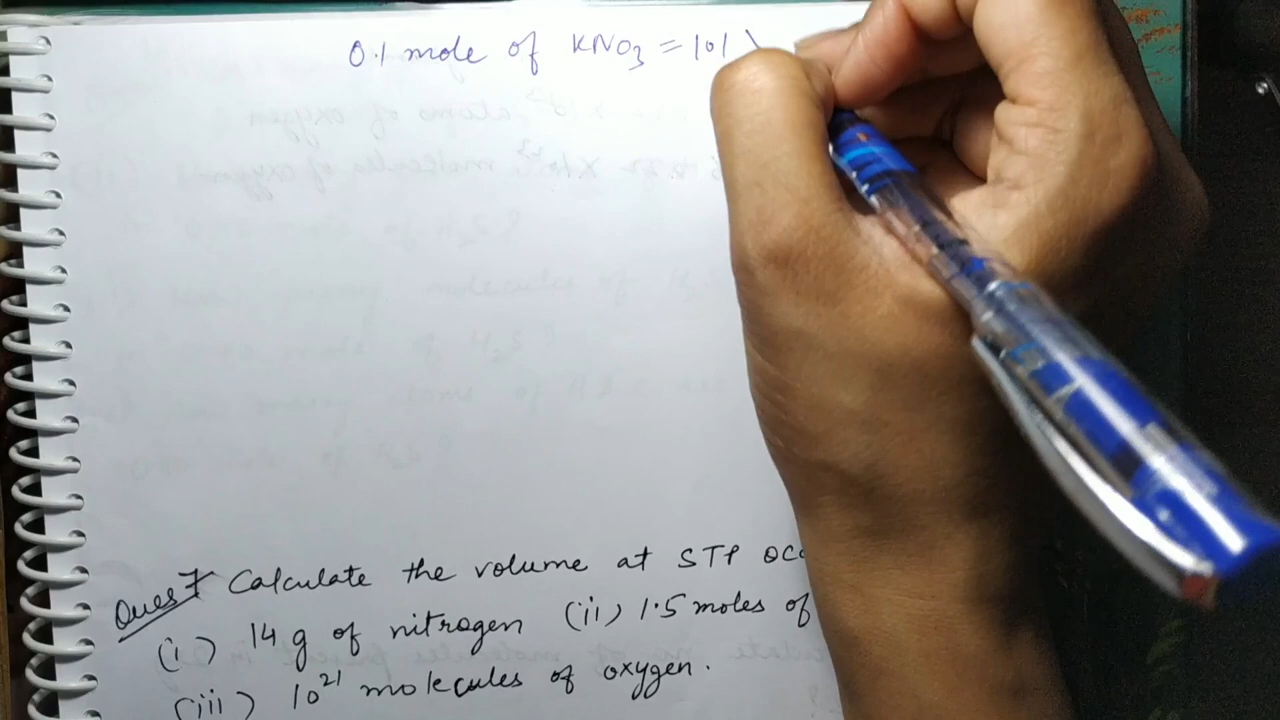 0.1 mole of KNO3 = 101
Ques 7 Calculate the volume at STP
(i) 14 g of nitrogen (ii) 1.5 moles of
(iii) 10²¹ molecules of oxygen.